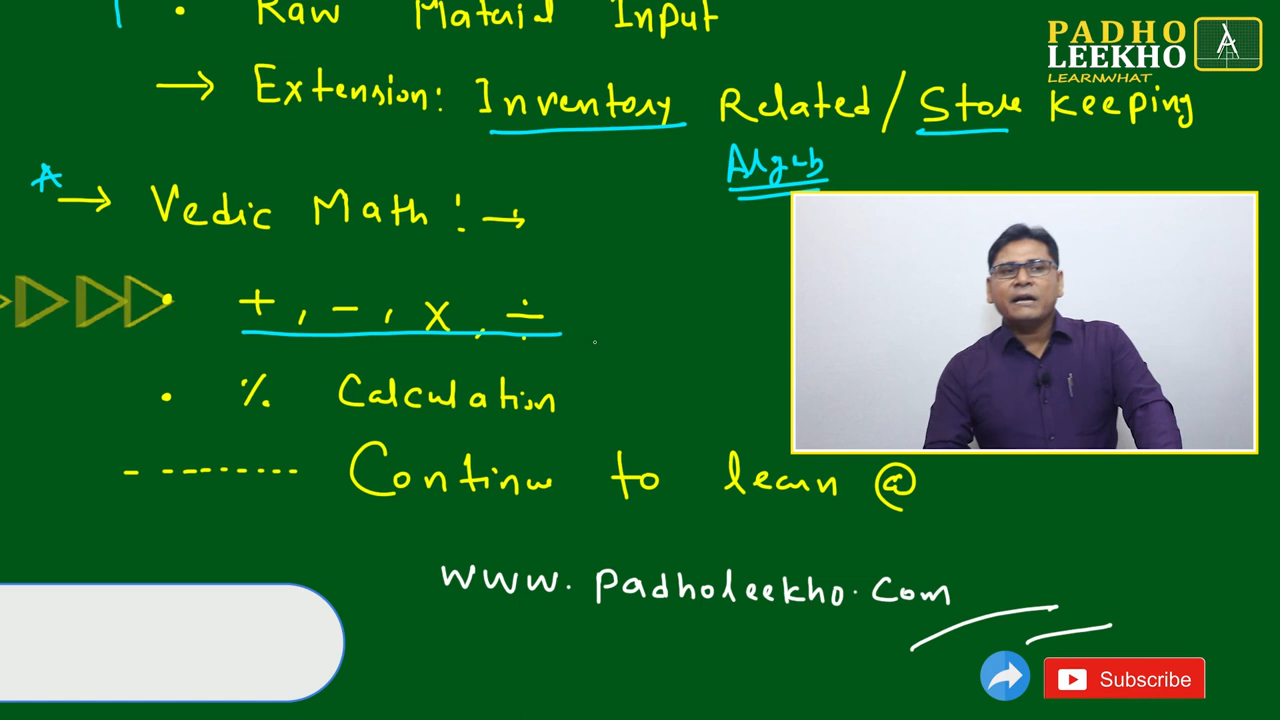 • Raw Material Input
PADHO
LEEKHO
LEARNWHAT
→ Extension: Inventory Related / Store Keeping
Algeb
→ Vedic Math : →
• +, -, x, ÷
• % Calculation
- -------- Continue to learn @
www.padholeekho.com
Subscribe